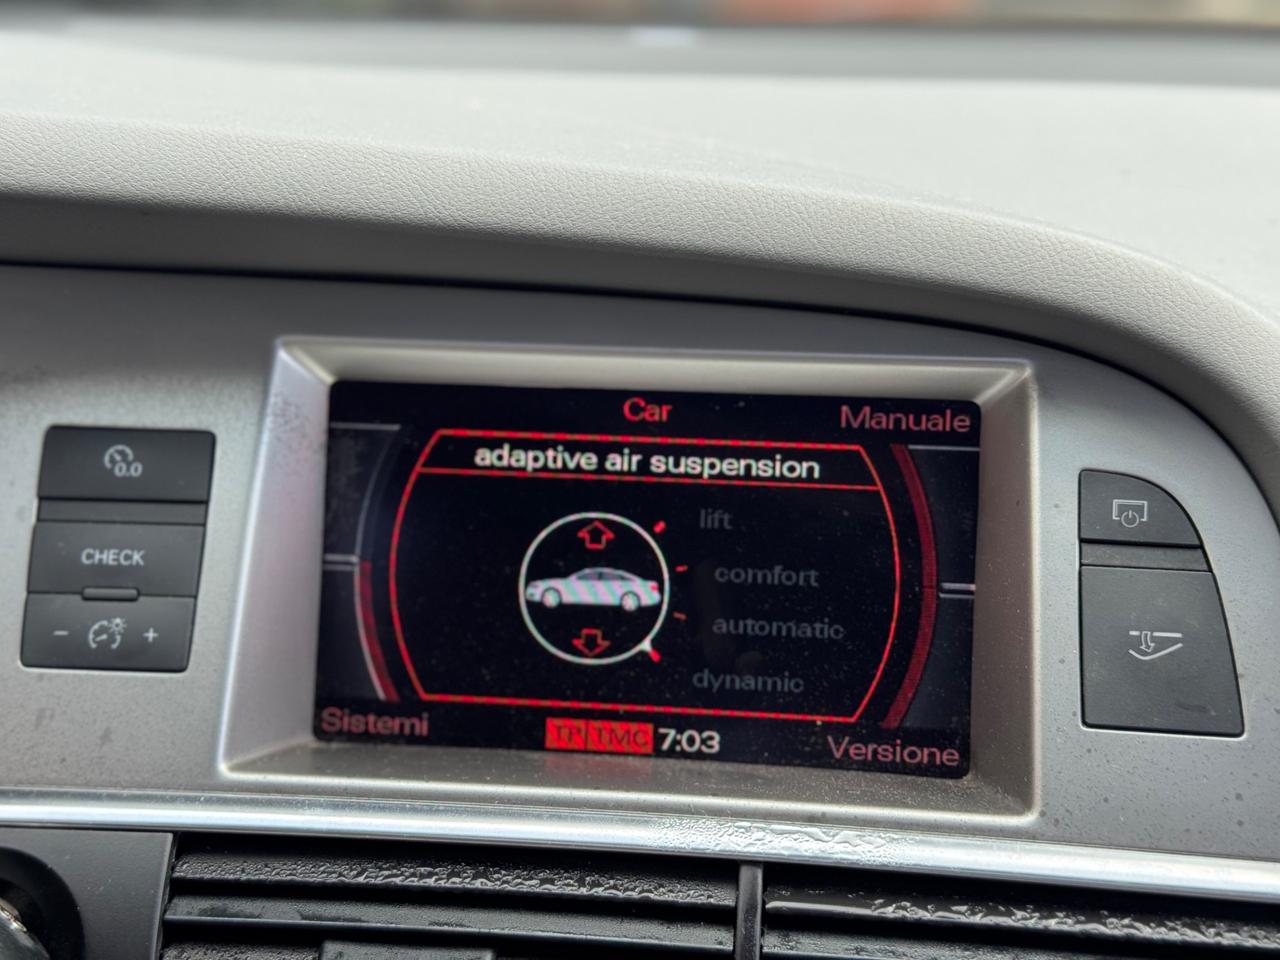 Car
Manuale
adaptive air suspension
lift
comfort
automatic
dynamic
Sistemi
TP TMC 7:03
Versione
0.0
CHECK
- +